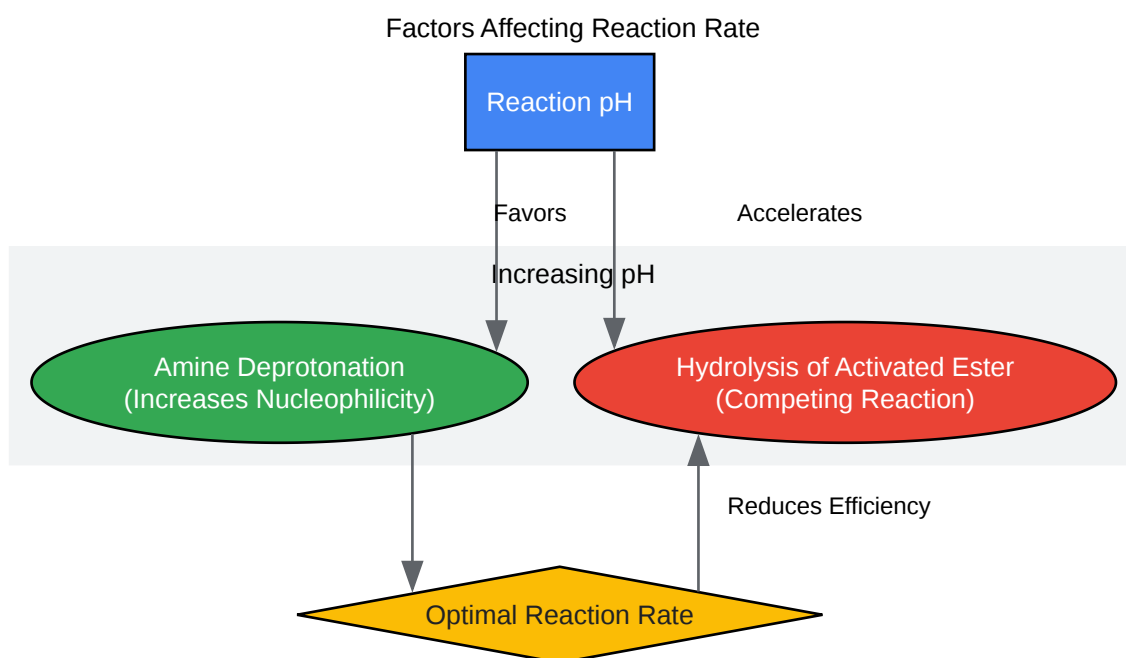 Factors Affecting Reaction Rate
Reaction pH
Favors
Accelerates
Increasing pH
Amine Deprotonation
(Increases Nucleophilicity)
Hydrolysis of Activated Ester
(Competing Reaction)
Reduces Efficiency
Optimal Reaction Rate